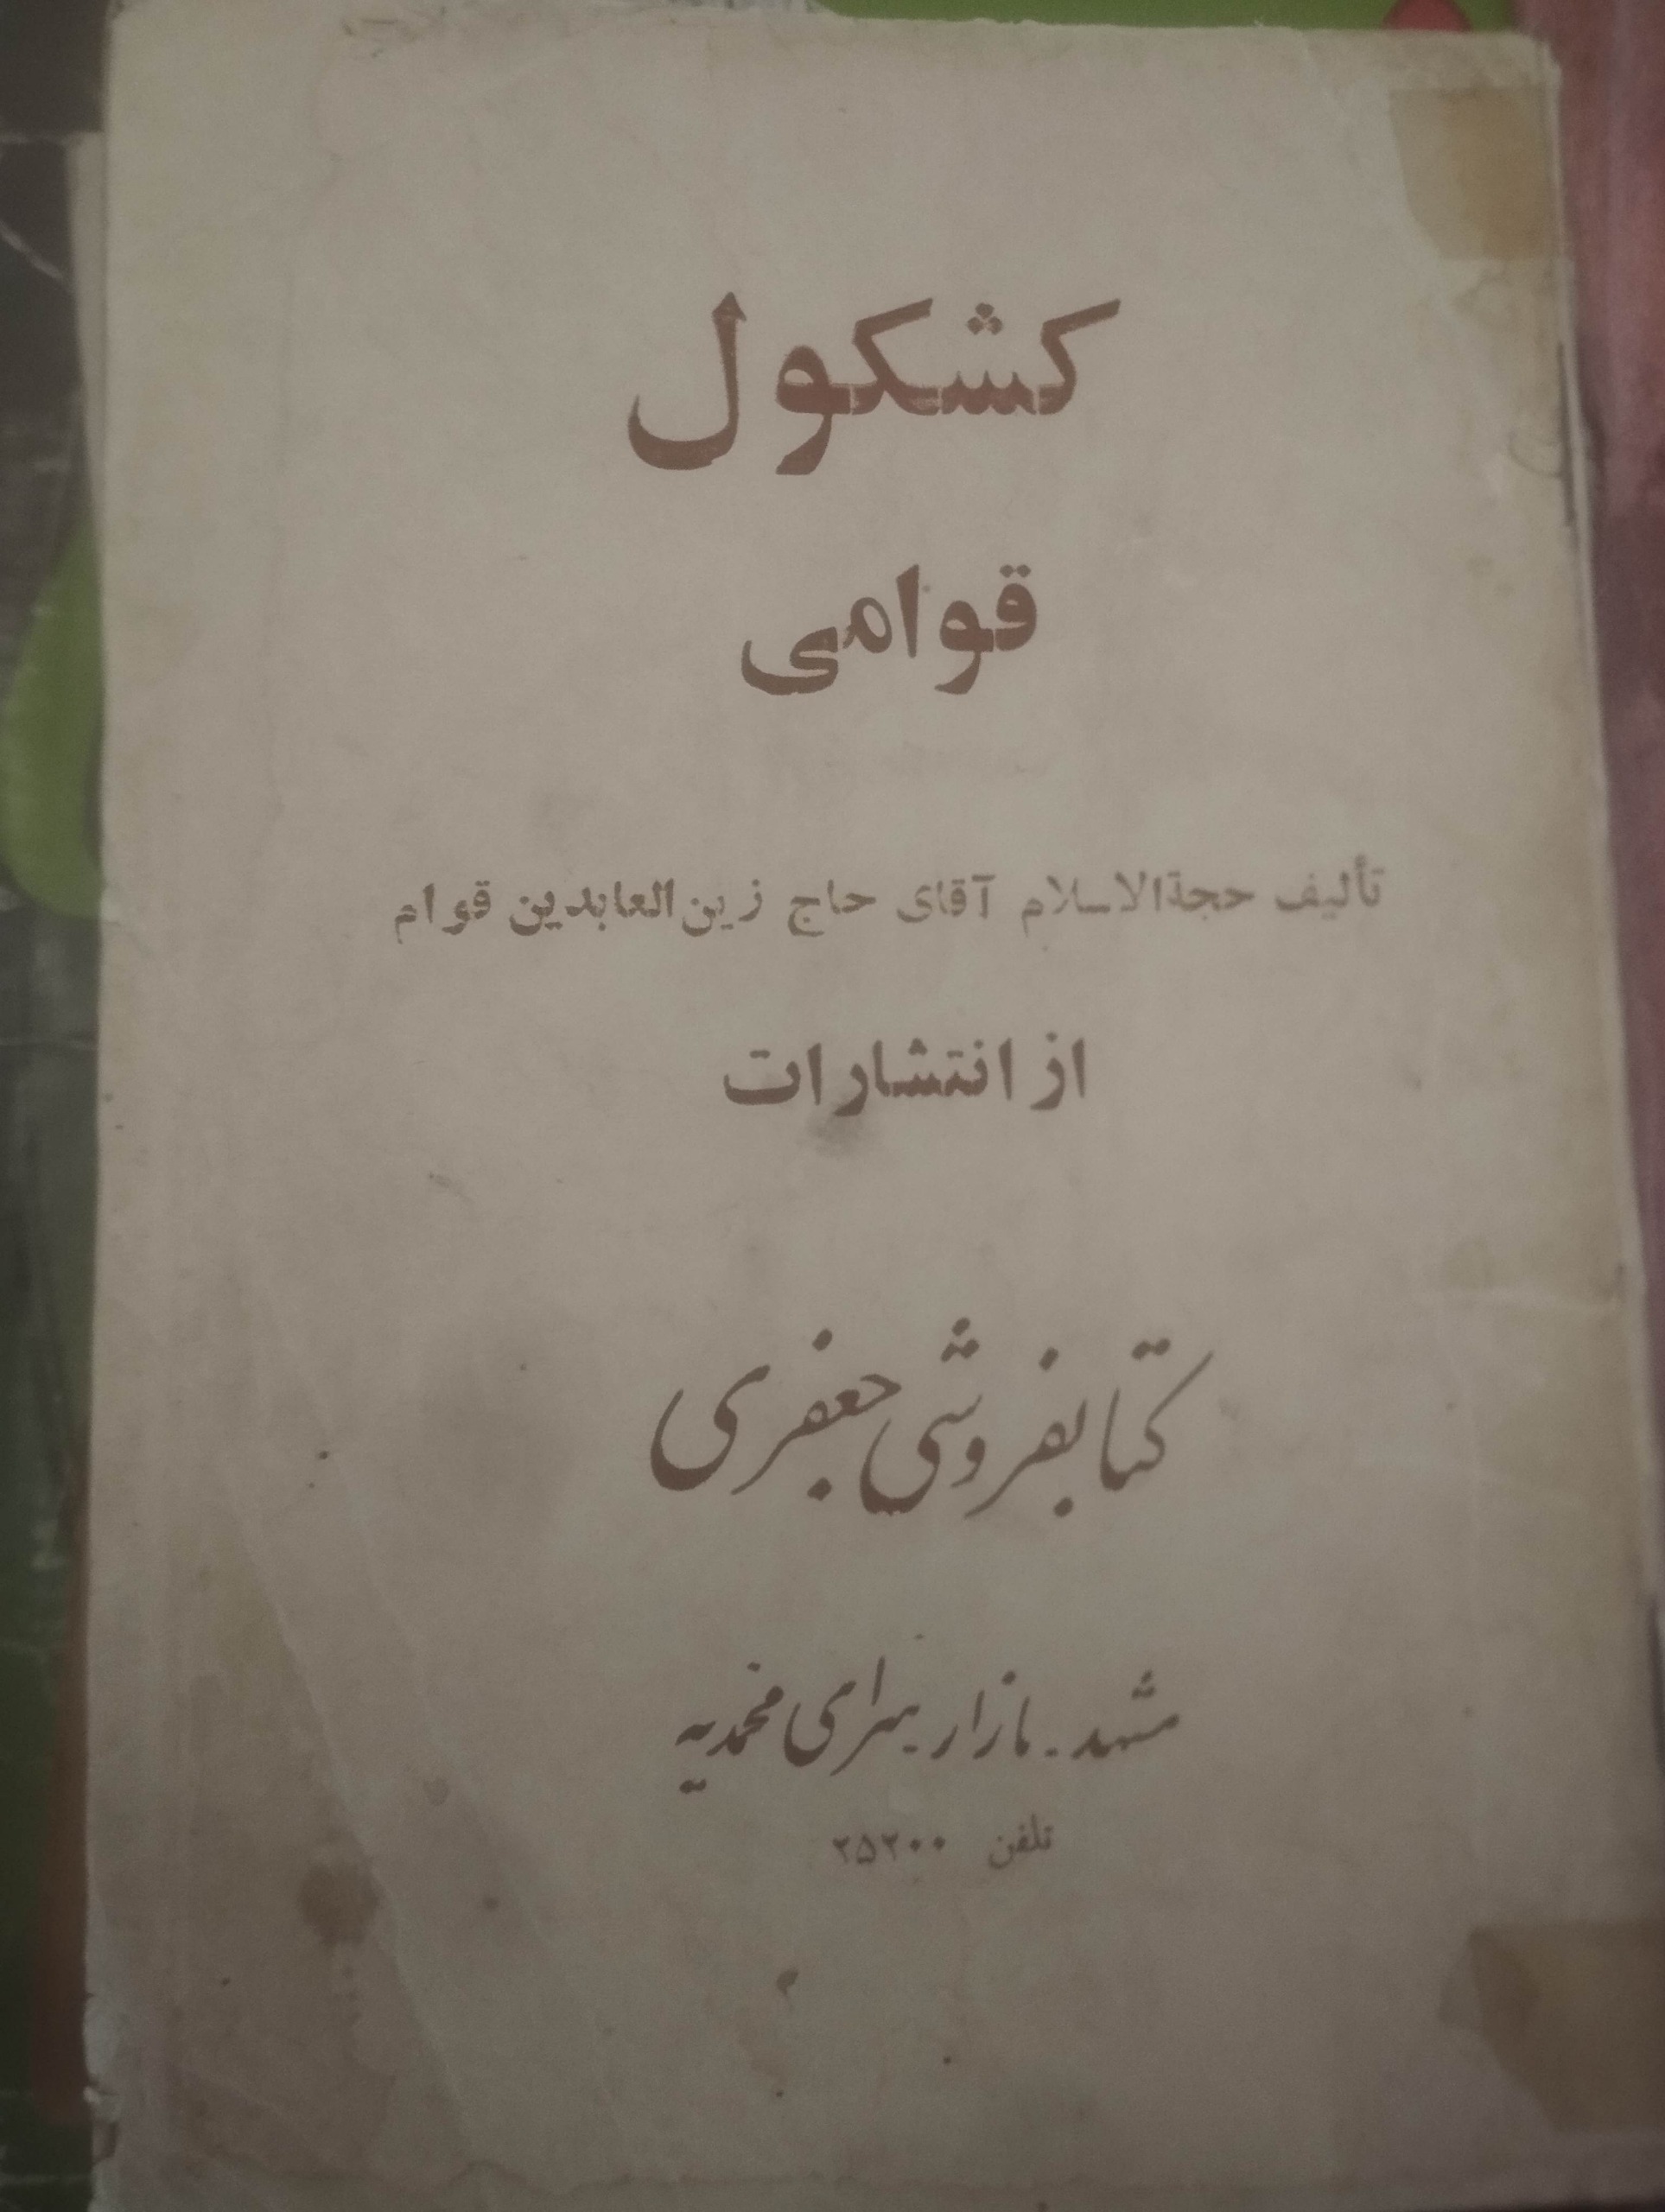 کشکول
قوامی
تألیف حجةالاسلام آقای حاج زین‌العابدین قوام
از انتشارات
کتابفروشی جعفری
مشهد - بازار سرای محمدیه
تلفن ۲۵۲۰۰